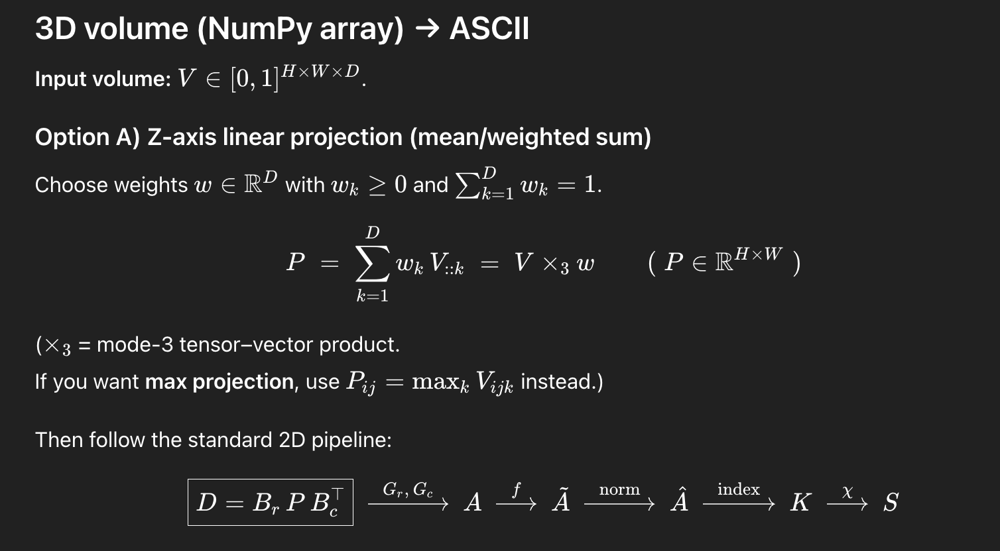 3D volume (NumPy array) → ASCII
Input volume: $V \in [0, 1]^{H \times W \times D}$.
Option A) Z-axis linear projection (mean/weighted sum)
Choose weights $w \in \mathbb{R}^D$ with $w_k \geq 0$ and $\sum_{k=1}^{D} w_k = 1$.
$P = \sum_{k=1}^{D} w_k V_{::k} = V \times_3 w \quad ( P \in \mathbb{R}^{H \times W} )$
($\times_3$ = mode-3 tensor–vector product.
If you want max projection, use $P_{ij} = \max_k V_{ijk}$ instead.)
Then follow the standard 2D pipeline:
$\boxed{D = B_r P B_c^\top} \xrightarrow{G_r, G_c} A \xrightarrow{f} \tilde{A} \xrightarrow{\text{norm}} \hat{A} \xrightarrow{\text{index}} K \xrightarrow{\chi} S$